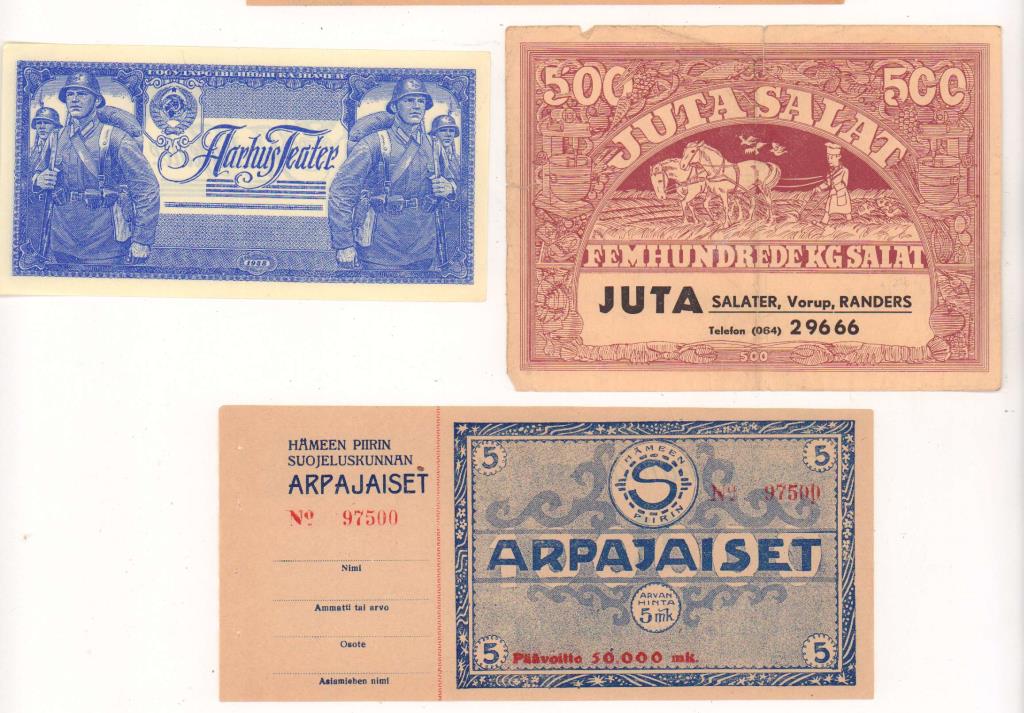 ГОСУДАРСТВЕННЫЙ КАЗНАЧЕЙ
Aarhus Teater
1938
500
500
JUTA SALAT
FEMHUNDREDE KG SALAT
JUTA SALATER, Vorup, RANDERS
Telefon (064) 29666
500
HÄMEEN PIIRIN
SUOJELUSKUNNAN
ARPAJAISET
No 97500
Nimi
Ammatti tai arvo
Osote
Asiamiehen nimi
5
5
HÄMEEN
S
PIIRIN
No 97500
ARPAJAISET
ARVAN
HINTA
5 mk
5
Päävoitto 50.000 mk.
5